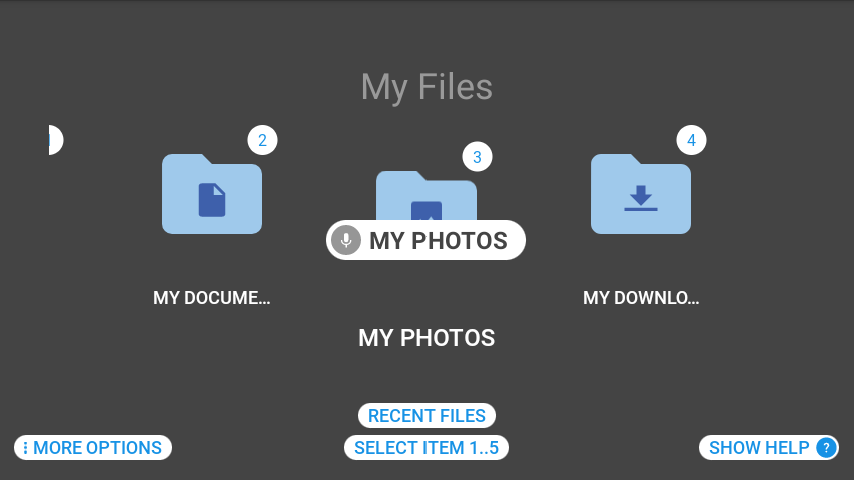 My Files
2
3
4
MY PHOTOS
MY DOCUME...
MY DOWNLO...
MY PHOTOS
RECENT FILES
MORE OPTIONS
SELECT ITEM 1..5
SHOW HELP ?